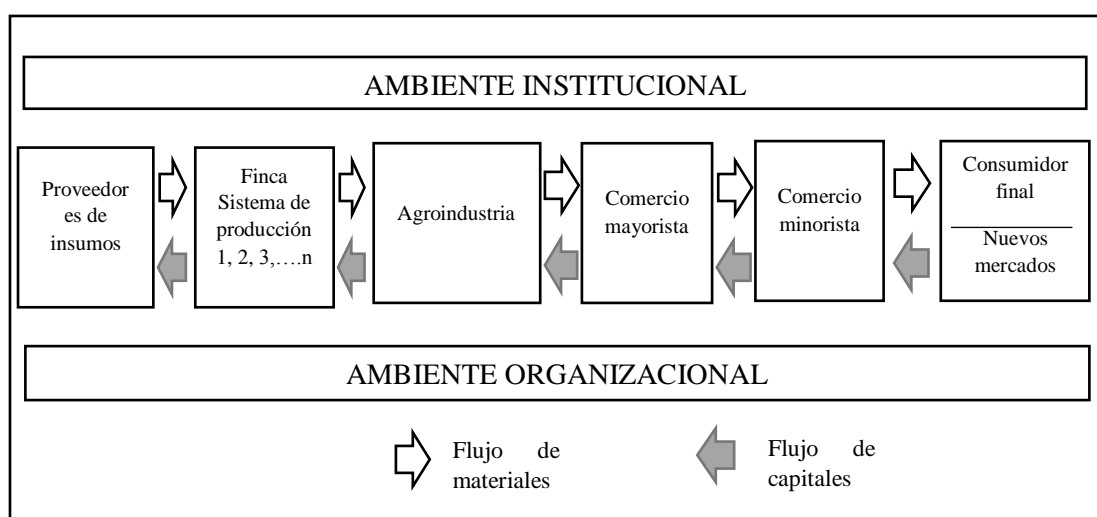 AMBIENTE INSTITUCIONAL
Proveedor
es de
insumos
Finca
Sistema de
producción
1, 2, 3,….n
Agroindustria
Comercio
mayorista
Comercio
minorista
Consumidor
final
Nuevos
mercados
AMBIENTE ORGANIZACIONAL
Flujo de
materiales
Flujo de
capitales